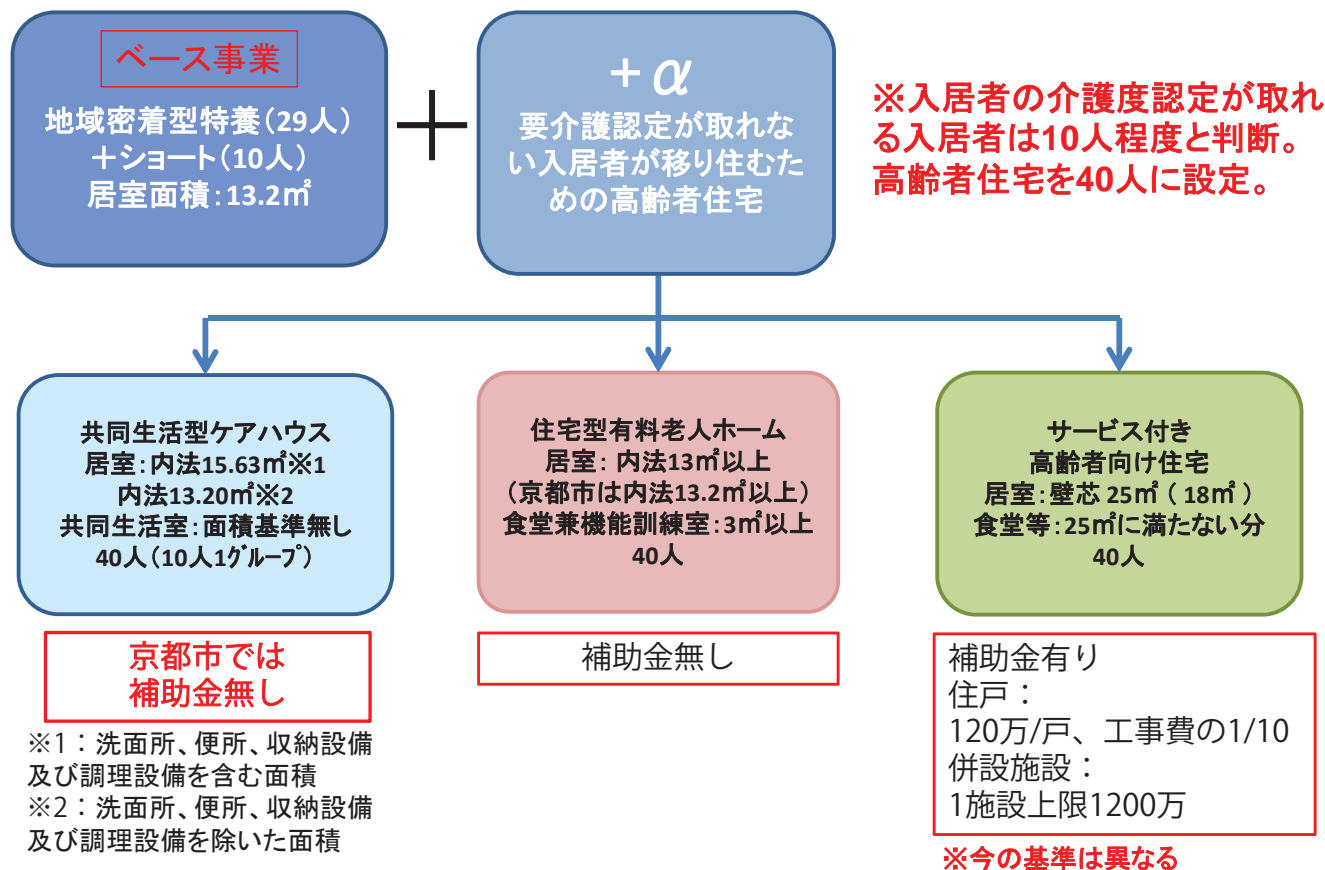 ベース事業
地域密着型特養(29人)
+ショート(10人)
居室面積:13.2㎡
+
+α
要介護認定が取れな
い入居者が移り住むた
めの高齢者住宅
※入居者の介護度認定が取れ
る入居者は10人程度と判断。
高齢者住宅を40人に設定。
共同生活型ケアハウス
居室:内法15.63㎡※1
内法13.20㎡※2
共同生活室:面積基準無し
40人(10人1グループ)
京都市では
補助金無し
※1:洗面所、便所、収納設備
及び調理設備を含む面積
※2:洗面所、便所、収納設備
及び調理設備を除いた面積
住宅型有料老人ホーム
居室: 内法13㎡以上
(京都市は内法13.2㎡以上)
食堂兼機能訓練室:3㎡以上
40人
補助金無し
サービス付き
高齢者向け住宅
居室:壁芯 25㎡( 18㎡ )
食堂等:25㎡に満たない分
40人
補助金有り
住戸:
120万/戸、工事費の1/10
併設施設:
1施設上限1200万
※今の基準は異なる